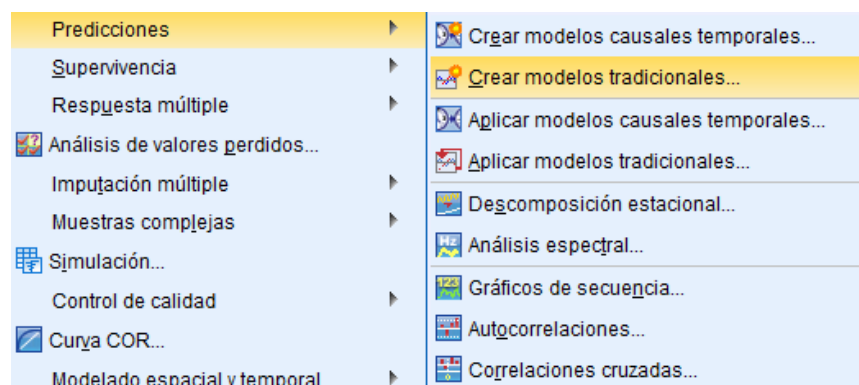 Predicciones
Supervivencia
Respuesta múltiple
Análisis de valores perdidos...
Imputación múltiple
Muestras complejas
Simulación...
Control de calidad
Curva COR...
Modelado espacial y temporal
Crear modelos causales temporales...
Crear modelos tradicionales...
Aplicar modelos causales temporales...
Aplicar modelos tradicionales...
Descomposición estacional...
Análisis espectral...
Gráficos de secuencia...
Autocorrelaciones...
Correlaciones cruzadas...